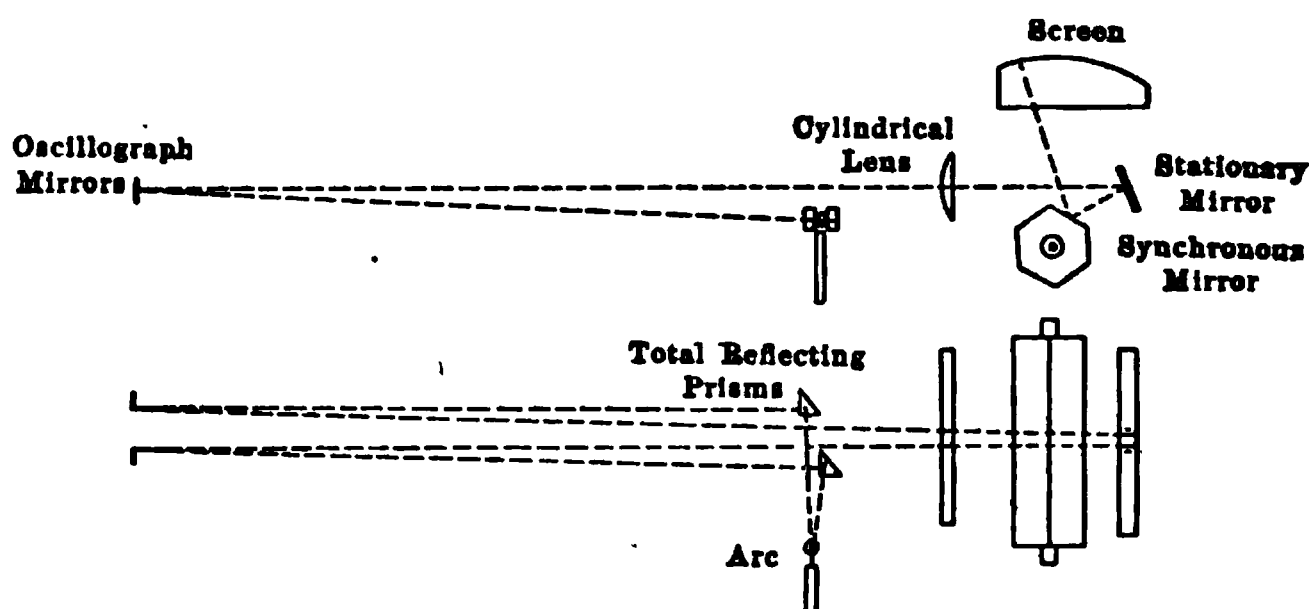 Screen
Oscillograph
Mirrors
Cylindrical
Lens
Stationary
Mirror
Synchronous
Mirror
Total Reflecting
Prisms
Arc